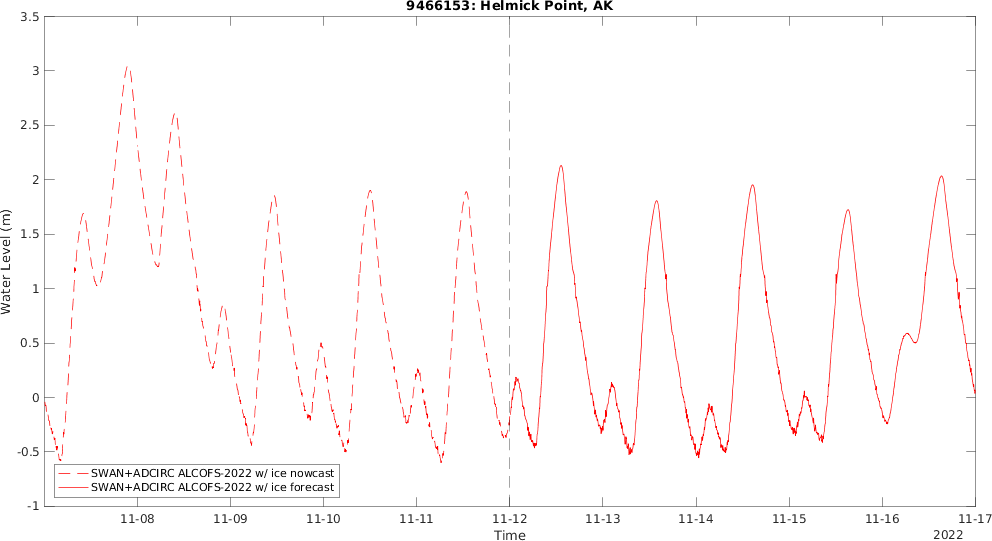 9466153: Helmick Point, AK
3.5
3
2.5
2
1.5
1
0.5
0
-0.5
-1
Water Level (m)
SWAN+ADCIRC ALCOFS-2022 w/ ice nowcast
SWAN+ADCIRC ALCOFS-2022 w/ ice forecast
11-08 11-09 11-10 11-11 11-12 11-13 11-14 11-15 11-16 11-17
Time
2022